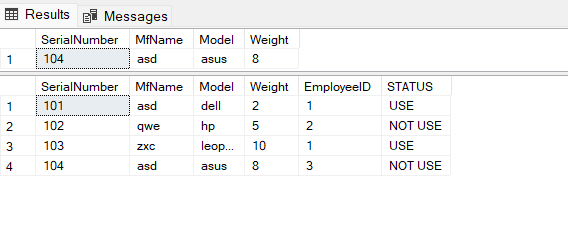 Results Messages
SerialNumber MfName Model Weight
1 104 asd asus 8
SerialNumber MfName Model Weight EmployeeID STATUS
1 101 asd dell 2 1 USE
2 102 qwe hp 5 2 NOT USE
3 103 zxc leop... 10 1 USE
4 104 asd asus 8 3 NOT USE